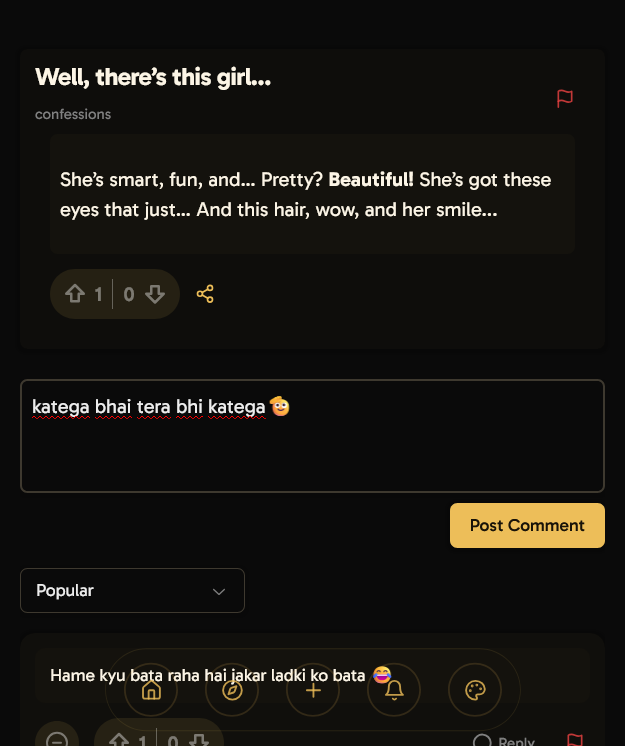 Well, there’s this girl...
confessions
She’s smart, fun, and... Pretty? Beautiful! She’s got these
eyes that just... And this hair, wow, and her smile...
1 0
katega bhai tera bhi katega 🫡
Post Comment
Popular
Hame kyu bata raha hai jakar ladki ko bata 😂
1 0 Reply